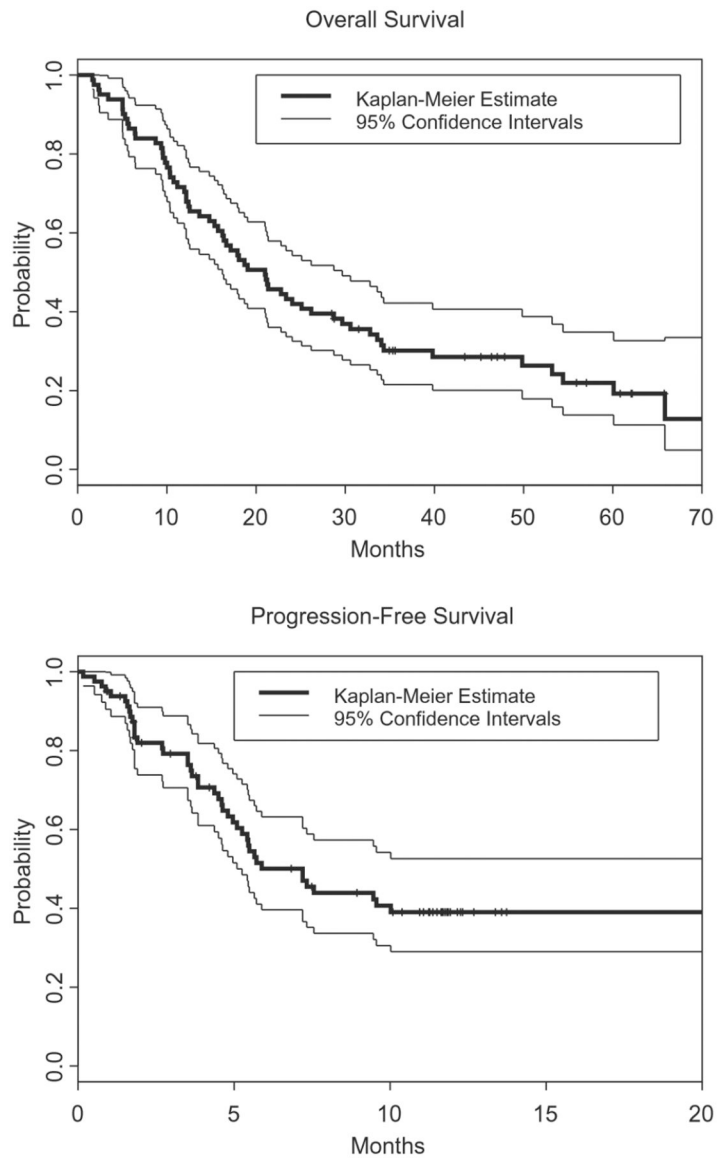 Overall Survival
Kaplan-Meier Estimate
95% Confidence Intervals
Probability
0.0 0.2 0.4 0.6 0.8 1.0
0 10 20 30 40 50 60 70
Months
Progression-Free Survival
Kaplan-Meier Estimate
95% Confidence Intervals
Probability
0.0 0.2 0.4 0.6 0.8 1.0
0 5 10 15 20
Months